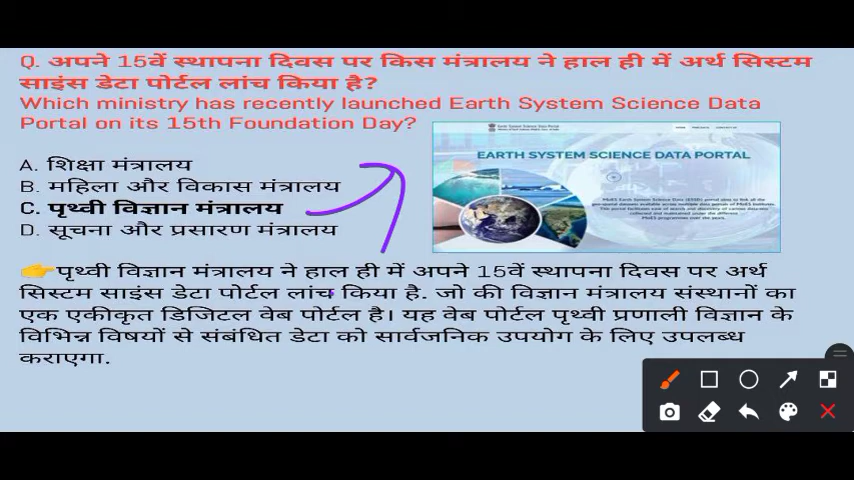 Q. अपने 15वें स्थापना दिवस पर किस मंत्रालय ने हाल ही में अर्थ सिस्टम
साइंस डेटा पोर्टल लांच किया है?
Which ministry has recently launched Earth System Science Data
Portal on its 15th Foundation Day?
EARTH SYSTEM SCIENCE DATA PORTAL
A. शिक्षा मंत्रालय
B. महिला और विकास मंत्रालय
C. पृथ्वी विज्ञान मंत्रालय
D. सूचना और प्रसारण मंत्रालय
पृथ्वी विज्ञान मंत्रालय ने हाल ही में अपने 15वें स्थापना दिवस पर अर्थ
सिस्टम साइंस डेटा पोर्टल लांच किया है. जो की विज्ञान मंत्रालय संस्थानों का
एक एकीकृत डिजिटल वेब पोर्टल है। यह वेब पोर्टल पृथ्वी प्रणाली विज्ञान के
विभिन्न विषयों से संबंधित डेटा को सार्वजनिक उपयोग के लिए उपलब्ध
कराएगा.